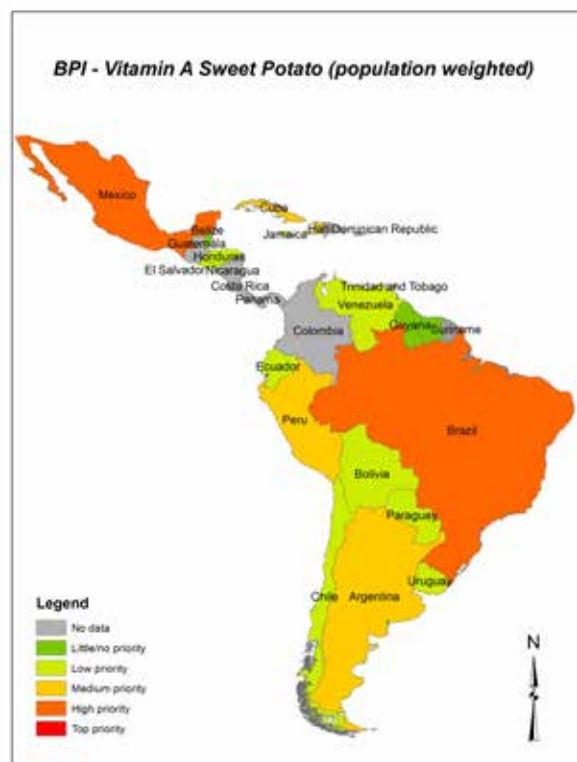 BPI - Vitamin A Sweet Potato (population weighted)
Mexico
Cuba
Belize
Jamaica
Haiti
Dominican Republic
Guatemala
Honduras
El Salvador
Nicaragua
Costa Rica
Panama
Trinidad and Tobago
Venezuela
Guyana
Suriname
Colombia
Ecuador
Peru
Brazil
Bolivia
Paraguay
Uruguay
Chile
Argentina
Legend
No data
Little/no priority
Low priority
Medium priority
High priority
Top priority
N